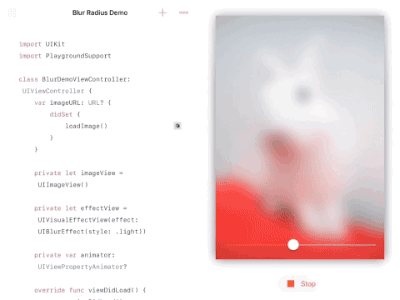 Blur Radius Demo
import UIKit
import PlaygroundSupport
class BlurDemoViewController:
UIViewController {
var imageURL: URL? {
didSet {
loadImage()
}
}
private let imageView =
UIImageView()
private let effectView =
UIVisualEffectView(effect:
UIBlurEffect(style: .light))
private var animator:
UIViewPropertyAnimator?
override func viewDidLoad() {
Stop